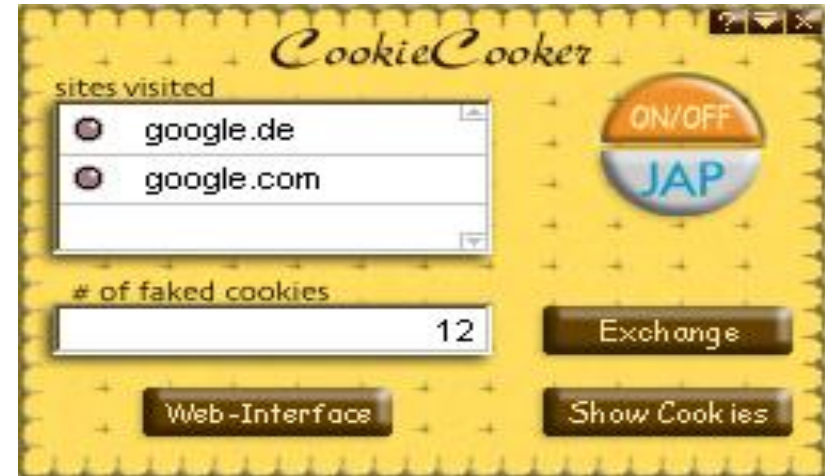 ?
CookieCooker
sites visited
google.de
google.com
ON/OFF
JAP
# of faked cookies
12
Exchange
Web-Interface
Show Cookies